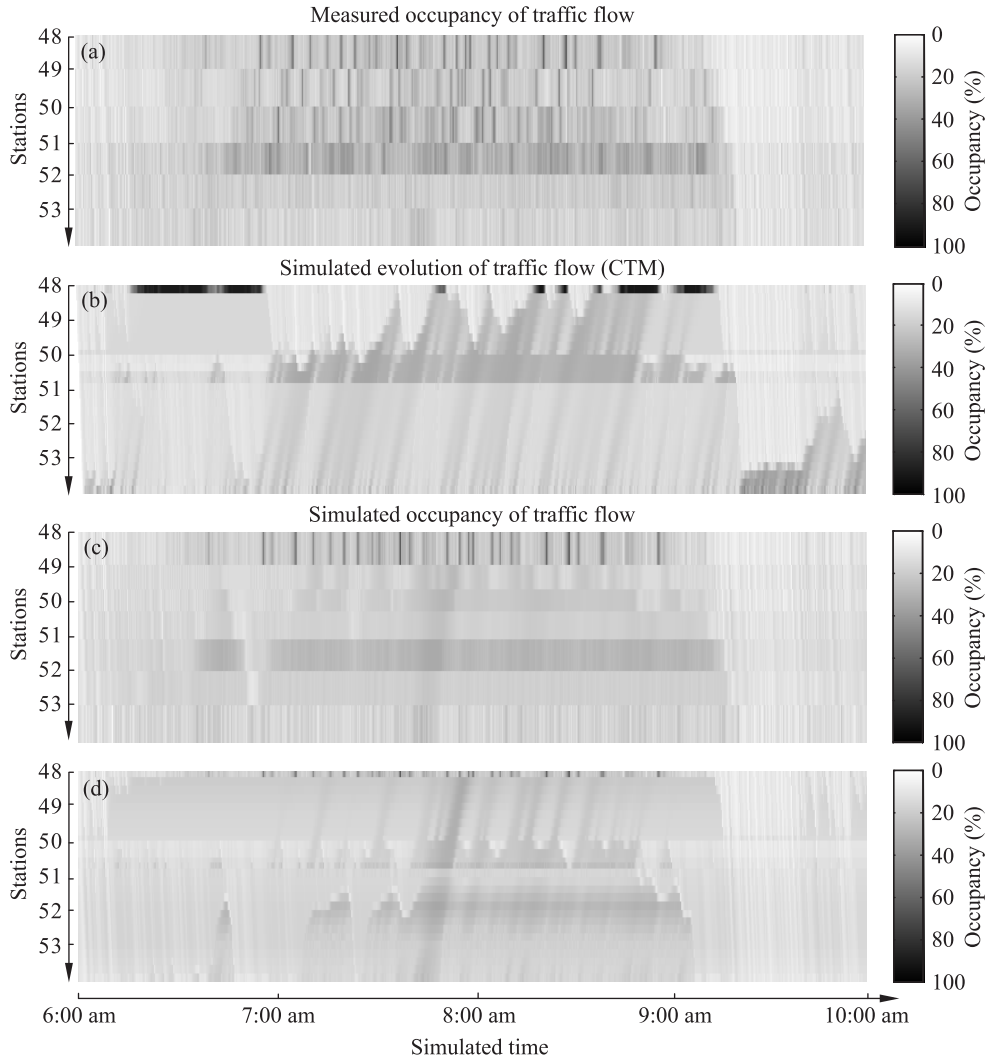 Measured occupancy of traffic flow
(a)
48
49
50
51
52
53
Stations
0
20
40
60
80
100
Occupancy (%)
Simulated evolution of traffic flow (CTM)
(b)
48
49
50
51
52
53
Stations
0
20
40
60
80
100
Occupancy (%)
Simulated occupancy of traffic flow
(c)
48
49
50
51
52
53
Stations
0
20
40
60
80
100
Occupancy (%)
(d)
48
49
50
51
52
53
Stations
0
20
40
60
80
100
Occupancy (%)
6:00 am 7:00 am 8:00 am 9:00 am 10:00 am
Simulated time